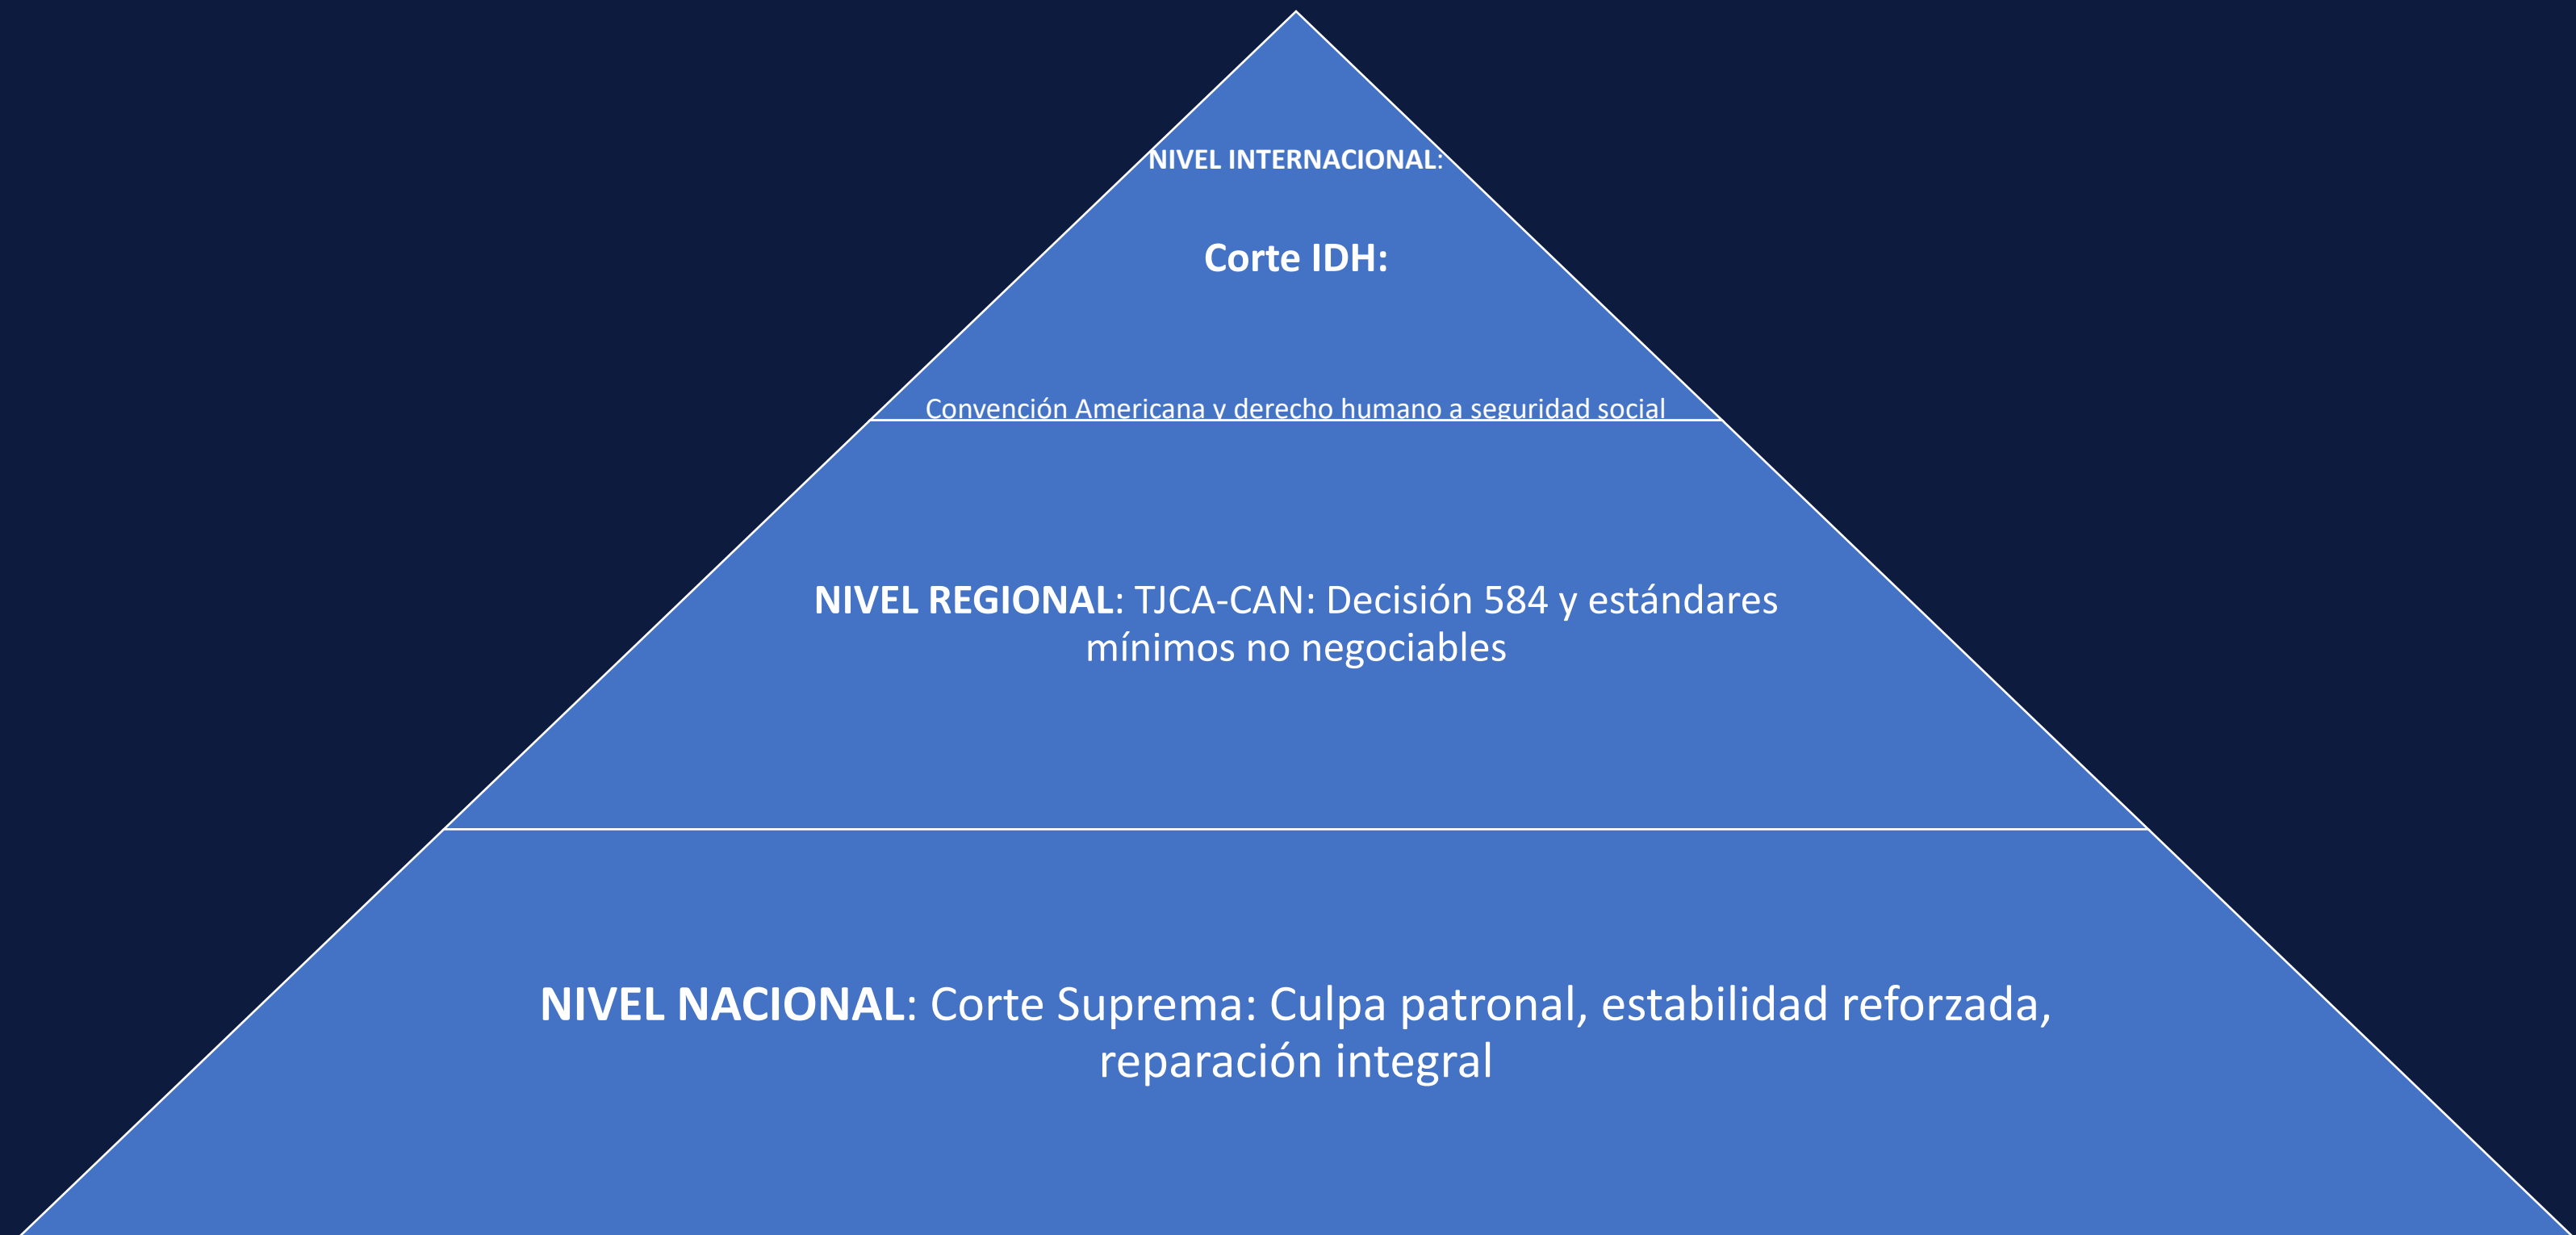 NIVEL INTERNACIONAL:
Corte IDH:
Convención Americana y derecho humano a seguridad social
NIVEL REGIONAL: TJCA-CAN: Decisión 584 y estándares
mínimos no negociables
NIVEL NACIONAL: Corte Suprema: Culpa patronal, estabilidad reforzada,
reparación integral